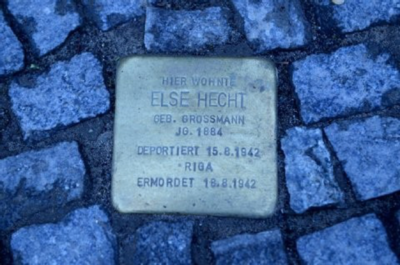 HIER WOHNTE
ELSE HECHT
GEB. GROSSMANN
JG. 1884
DEPORTIERT 15.8.1942
RIGA
ERMORDET 18.8.1942